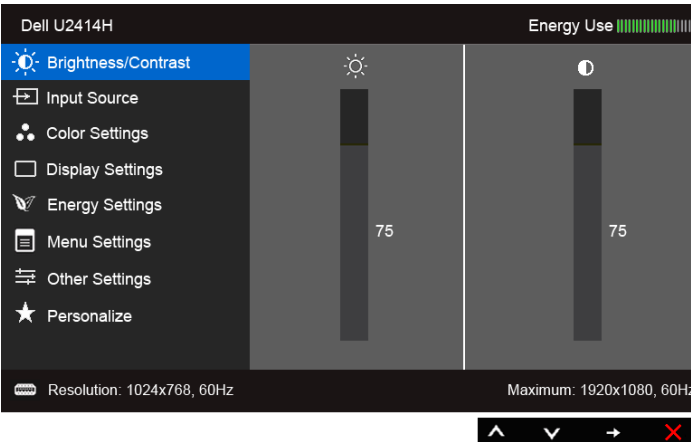 Dell U2414H Energy Use
Brightness/Contrast
Input Source
Color Settings
Display Settings
Energy Settings
75 75
Menu Settings
Other Settings
Personalize
Resolution: 1024x768, 60Hz Maximum: 1920x1080, 60Hz